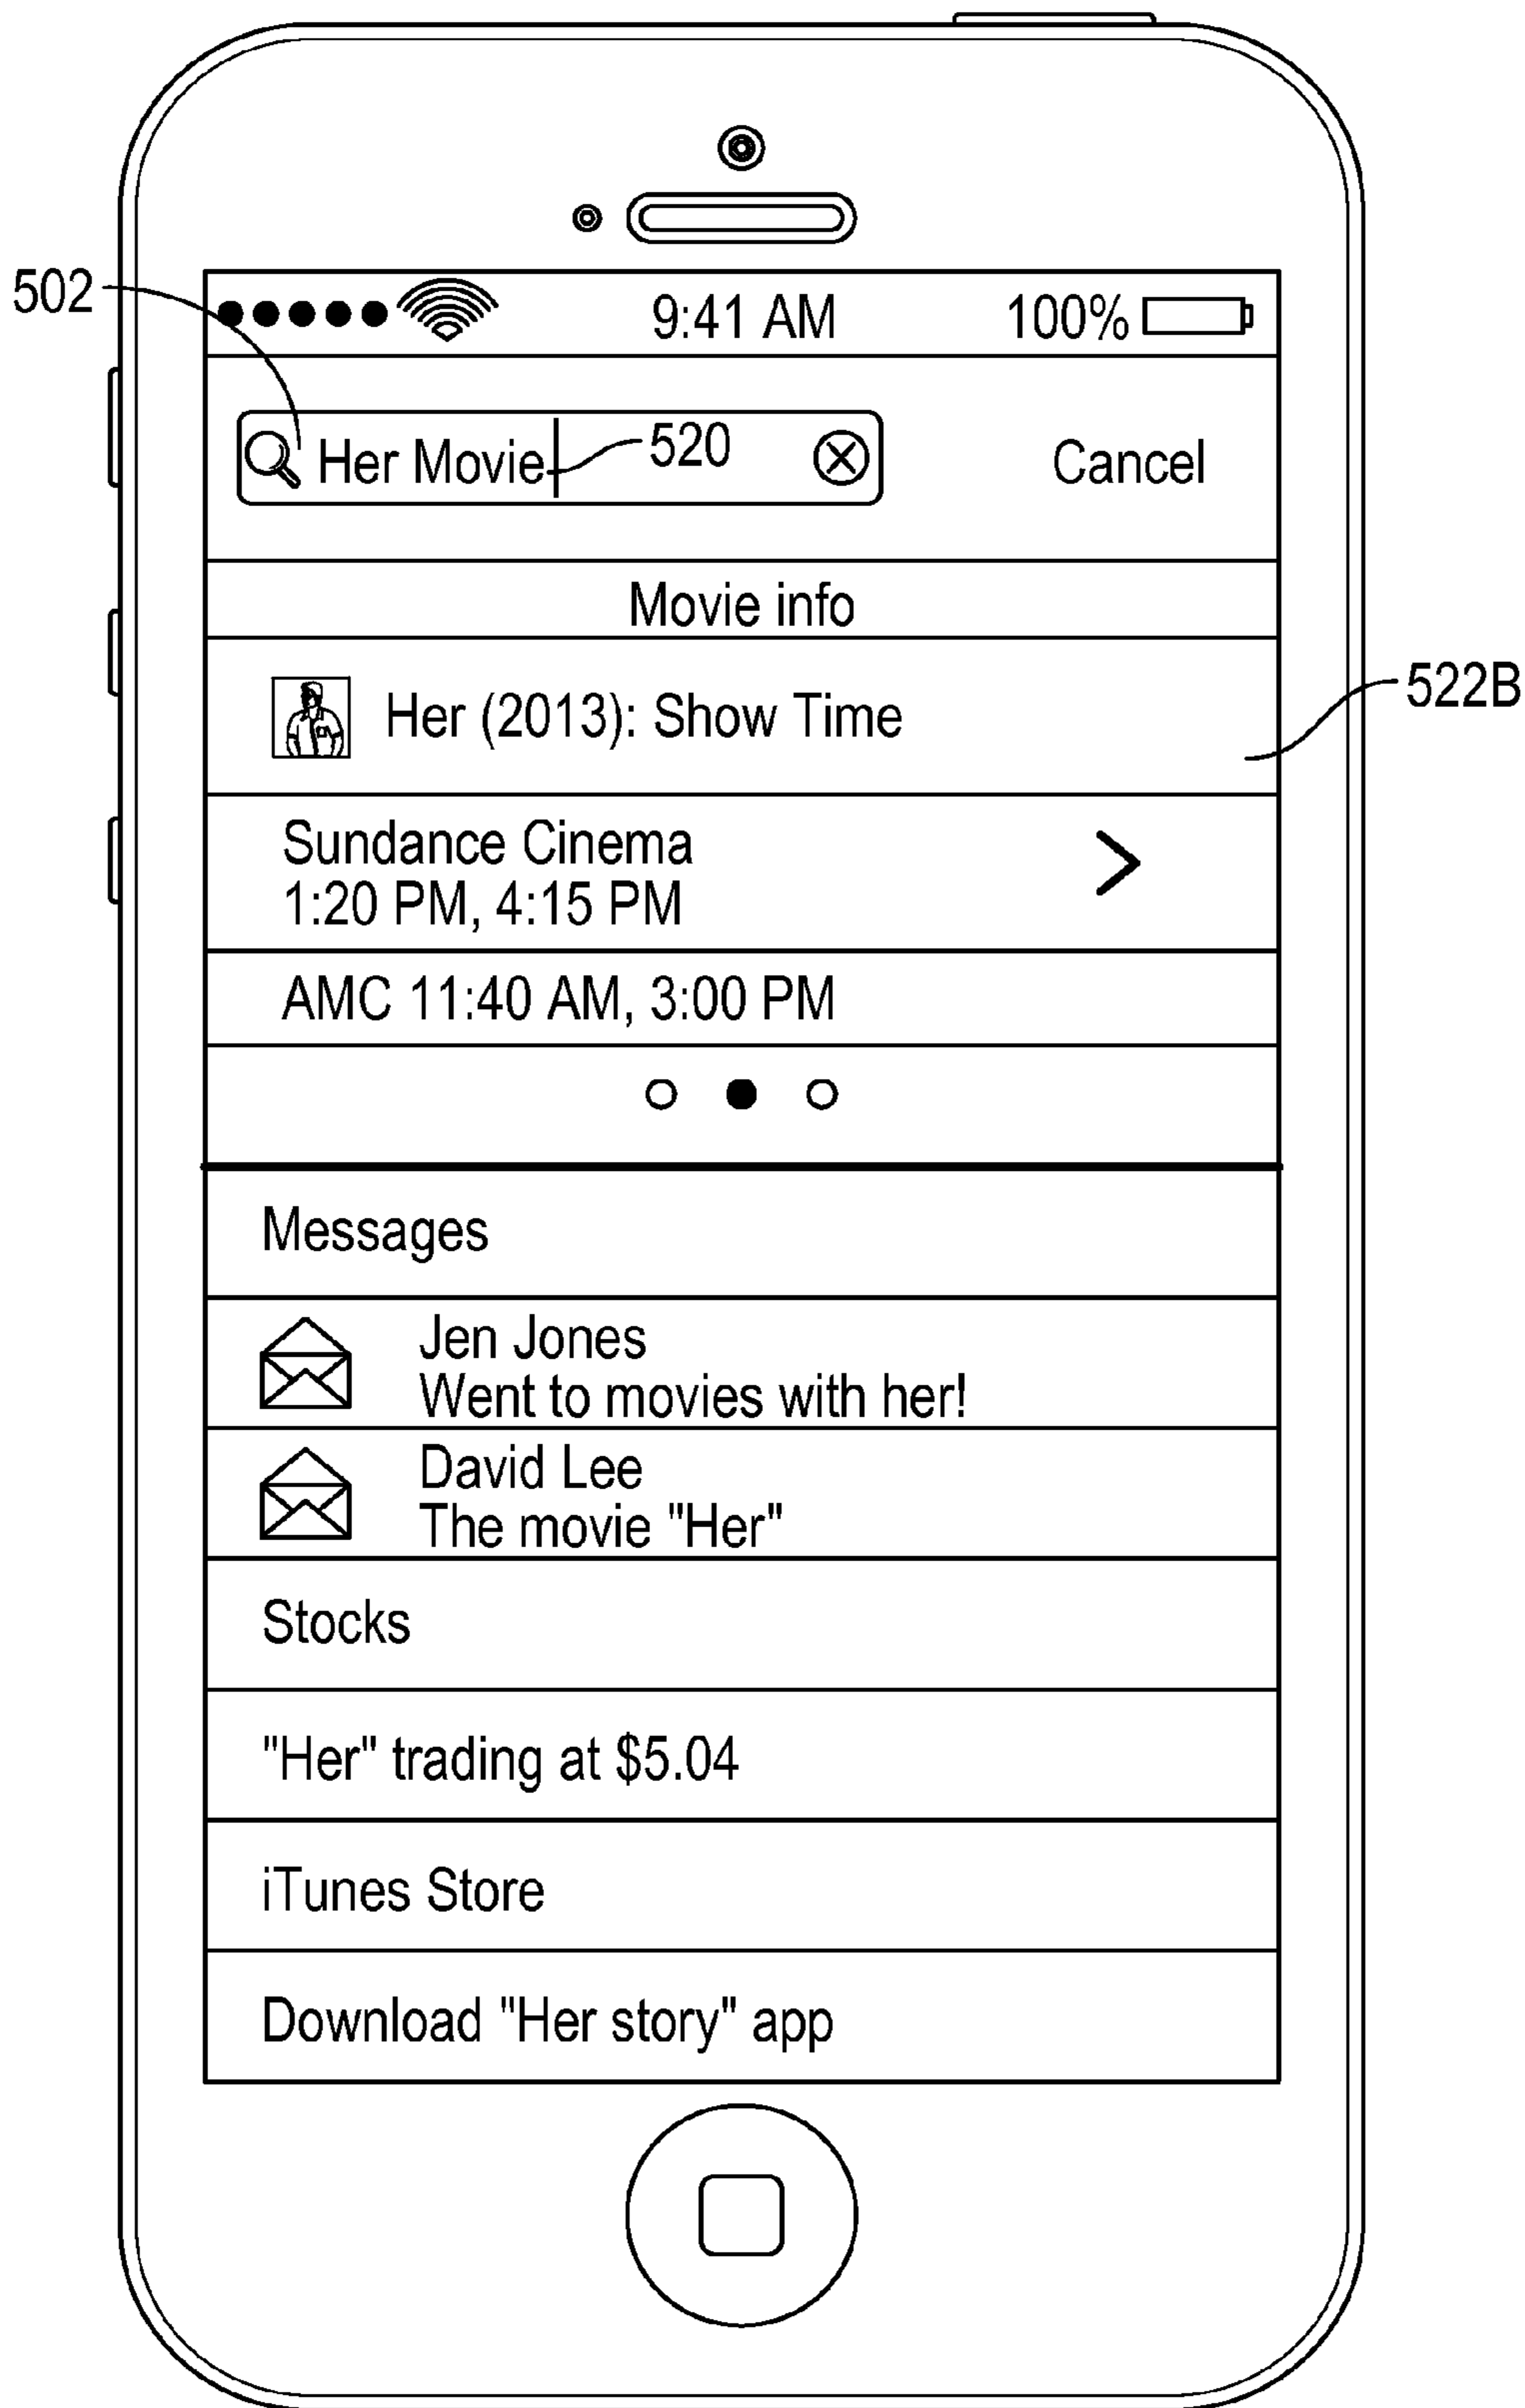 502
9:41 AM 100%
Her Movie 520 Cancel
Movie info
522B
Her (2013): Show Time
Sundance Cinema
1:20 PM, 4:15 PM
AMC 11:40 AM, 3:00 PM
Messages
Jen Jones
Went to movies with her!
David Lee
The movie "Her"
Stocks
"Her" trading at $5.04
iTunes Store
Download "Her story" app